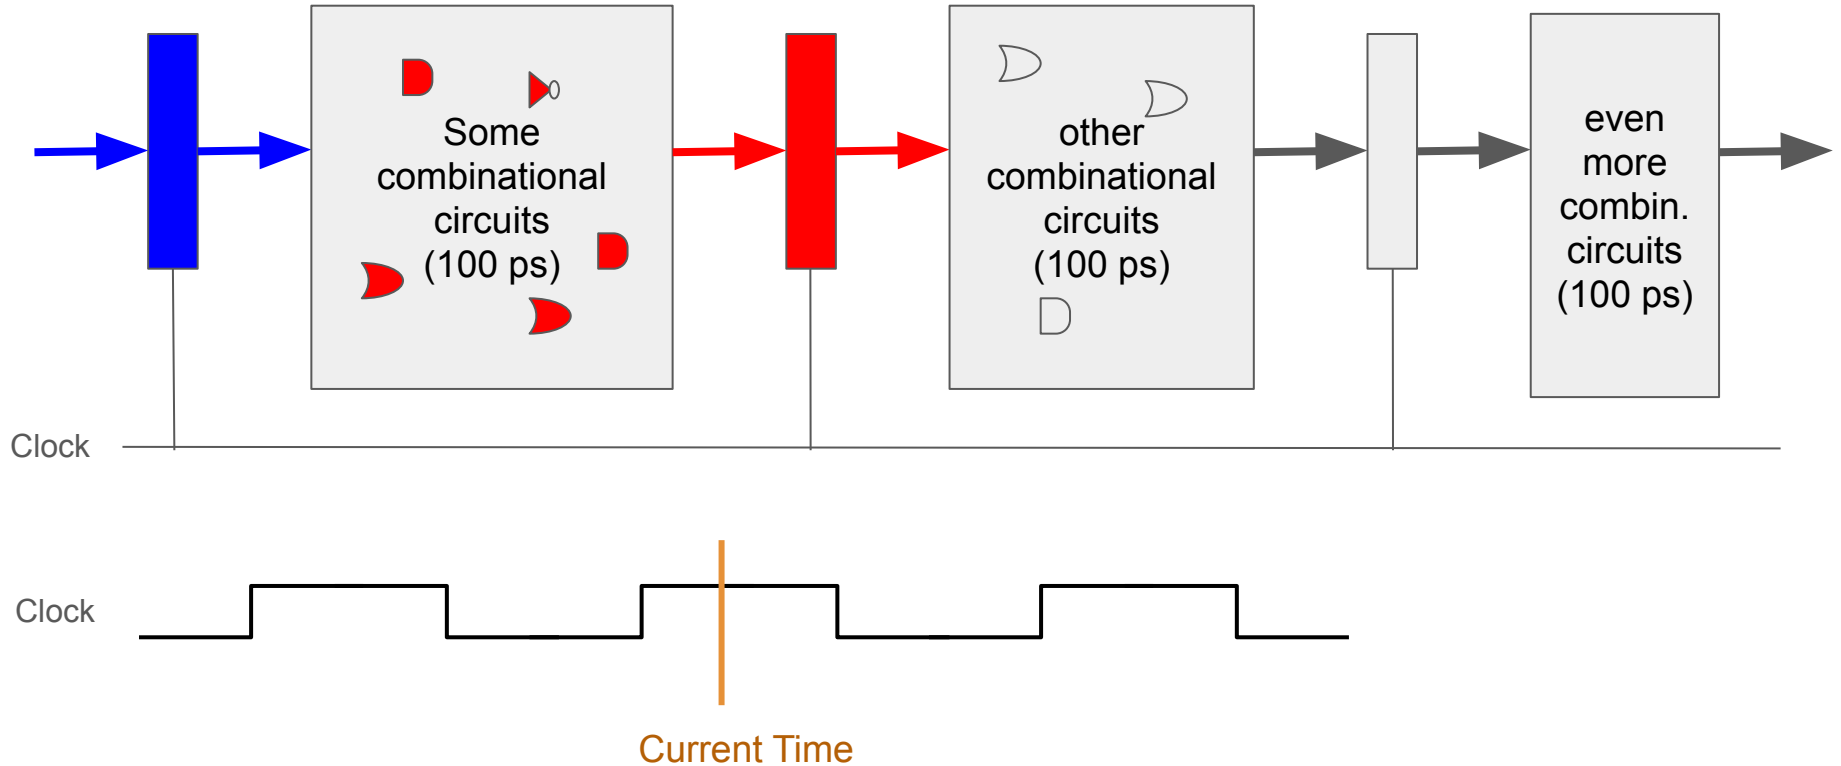 Some
combinational
circuits
(100 ps)
other
combinational
circuits
(100 ps)
even
more
combin.
circuits
(100 ps)
Clock
Clock
Current Time